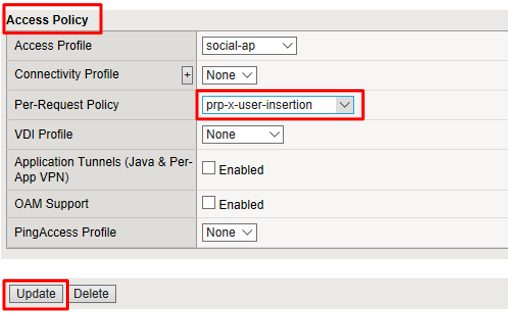 Access Policy
Access Profile social-ap
Connectivity Profile + None
Per-Request Policy prp-x-user-insertion
VDI Profile None
Application Tunnels (Java & Per-
App VPN) Enabled
OAM Support Enabled
PingAccess Profile None
Update Delete